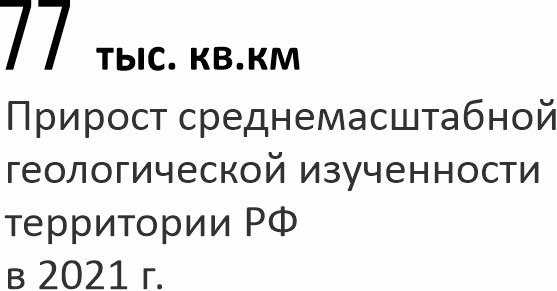 77 тыс. кв.км
Прирост среднемасштабной
геологической изученности
территории РФ
в 2021 г.